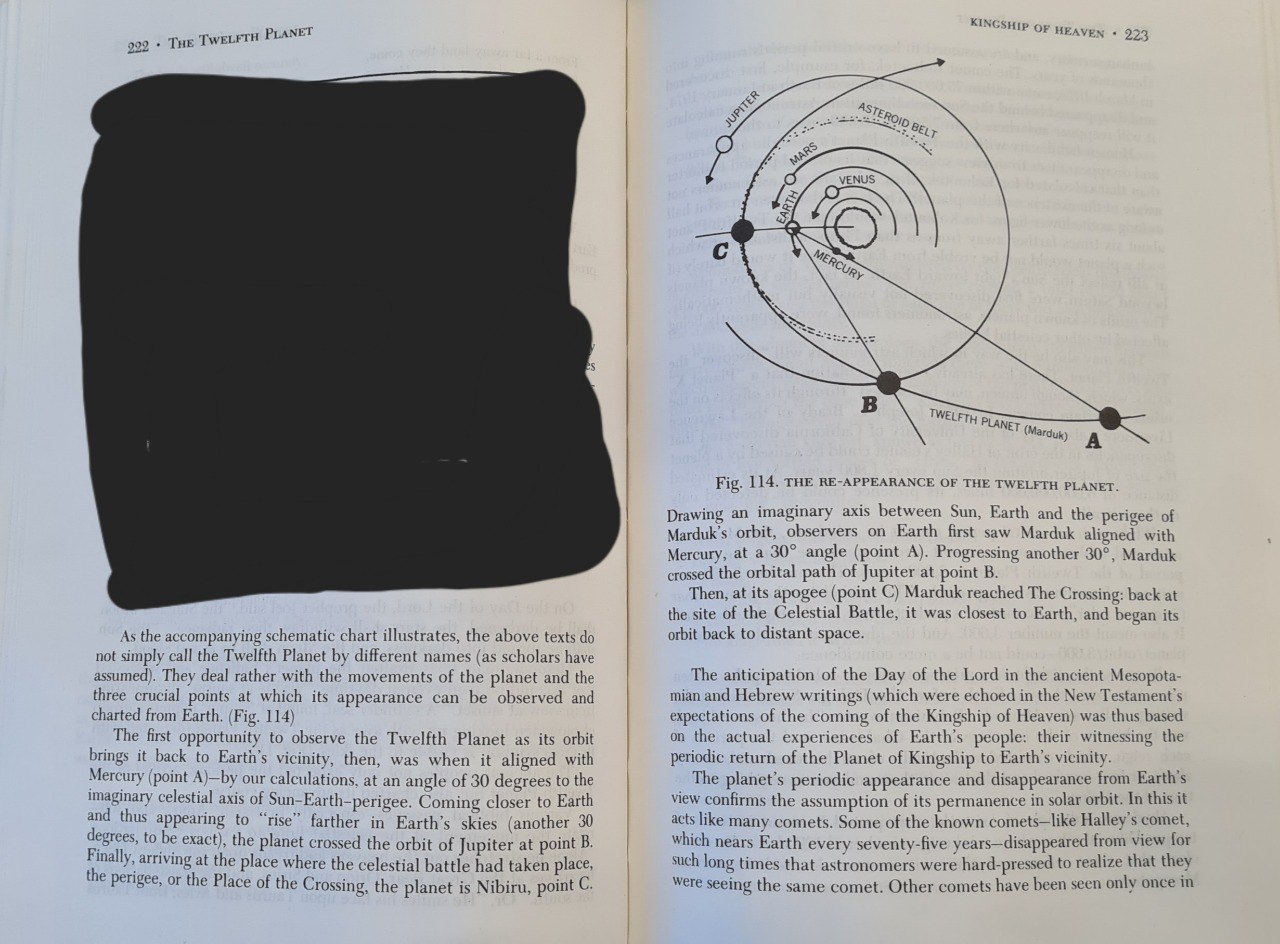 222 · THE TWELFTH PLANET
As the accompanying schematic chart illustrates, the above texts do
not simply call the Twelfth Planet by different names (as scholars have
assumed). They deal rather with the movements of the planet and the
three crucial points at which its appearance can be observed and
charted from Earth. (Fig. 114)
The first opportunity to observe the Twelfth Planet as its orbit
brings it back to Earth's vicinity, then, was when it aligned with
Mercury (point A)—by our calculations, at an angle of 30 degrees to the
imaginary celestial axis of Sun–Earth–perigee. Coming closer to Earth
and thus appearing to "rise" farther in Earth's skies (another 30
degrees, to be exact), the planet crossed the orbit of Jupiter at point B.
Finally, arriving at the place where the celestial battle had taken place,
the perigee, or the Place of the Crossing, the planet is Nibiru, point C.
KINGSHIP OF HEAVEN · 223
JUPITER
ASTEROID BELT
MARS
VENUS
EARTH
C
MERCURY
B
TWELFTH PLANET (Marduk)
A
Fig. 114. THE RE-APPEARANCE OF THE TWELFTH PLANET.
Drawing an imaginary axis between Sun, Earth and the perigee of
Marduk's orbit, observers on Earth first saw Marduk aligned with
Mercury, at a 30° angle (point A). Progressing another 30°, Marduk
crossed the orbital path of Jupiter at point B.
Then, at its apogee (point C) Marduk reached The Crossing: back at
the site of the Celestial Battle, it was closest to Earth, and began its
orbit back to distant space.
The anticipation of the Day of the Lord in the ancient Mesopota-
mian and Hebrew writings (which were echoed in the New Testament's
expectations of the coming of the Kingship of Heaven) was thus based
on the actual experiences of Earth's people: their witnessing the
periodic return of the Planet of Kingship to Earth's vicinity.
The planet's periodic appearance and disappearance from Earth's
view confirms the assumption of its permanence in solar orbit. In this it
acts like many comets. Some of the known comets—like Halley's comet,
which nears Earth every seventy-five years—disappeared from view for
such long times that astronomers were hard-pressed to realize that they
were seeing the same comet. Other comets have been seen only once in